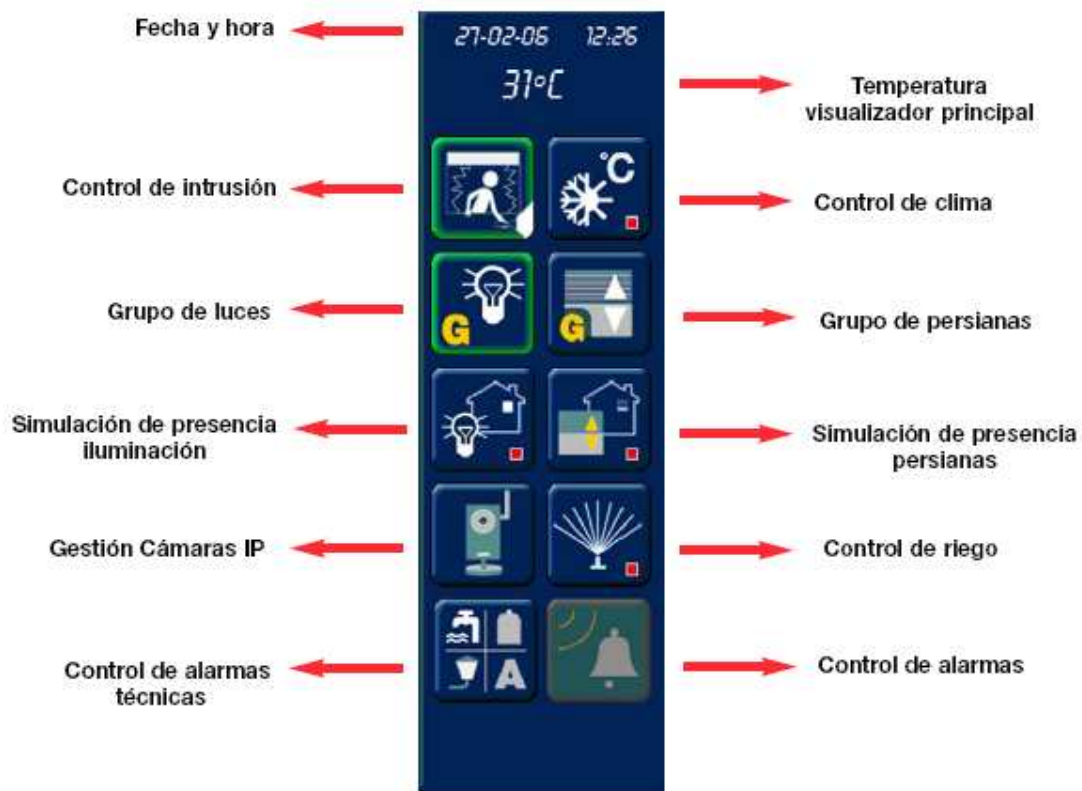 Fecha y hora
27-02-06 12:26
31°C
Temperatura
visualizador principal
Control de intrusión
°C
Control de clima
Grupo de luces
G
G
Grupo de persianas
Simulación de presencia
iluminación
Simulación de presencia
persianas
Gestión Cámaras IP
Control de riego
Control de alarmas
técnicas
A
Control de alarmas